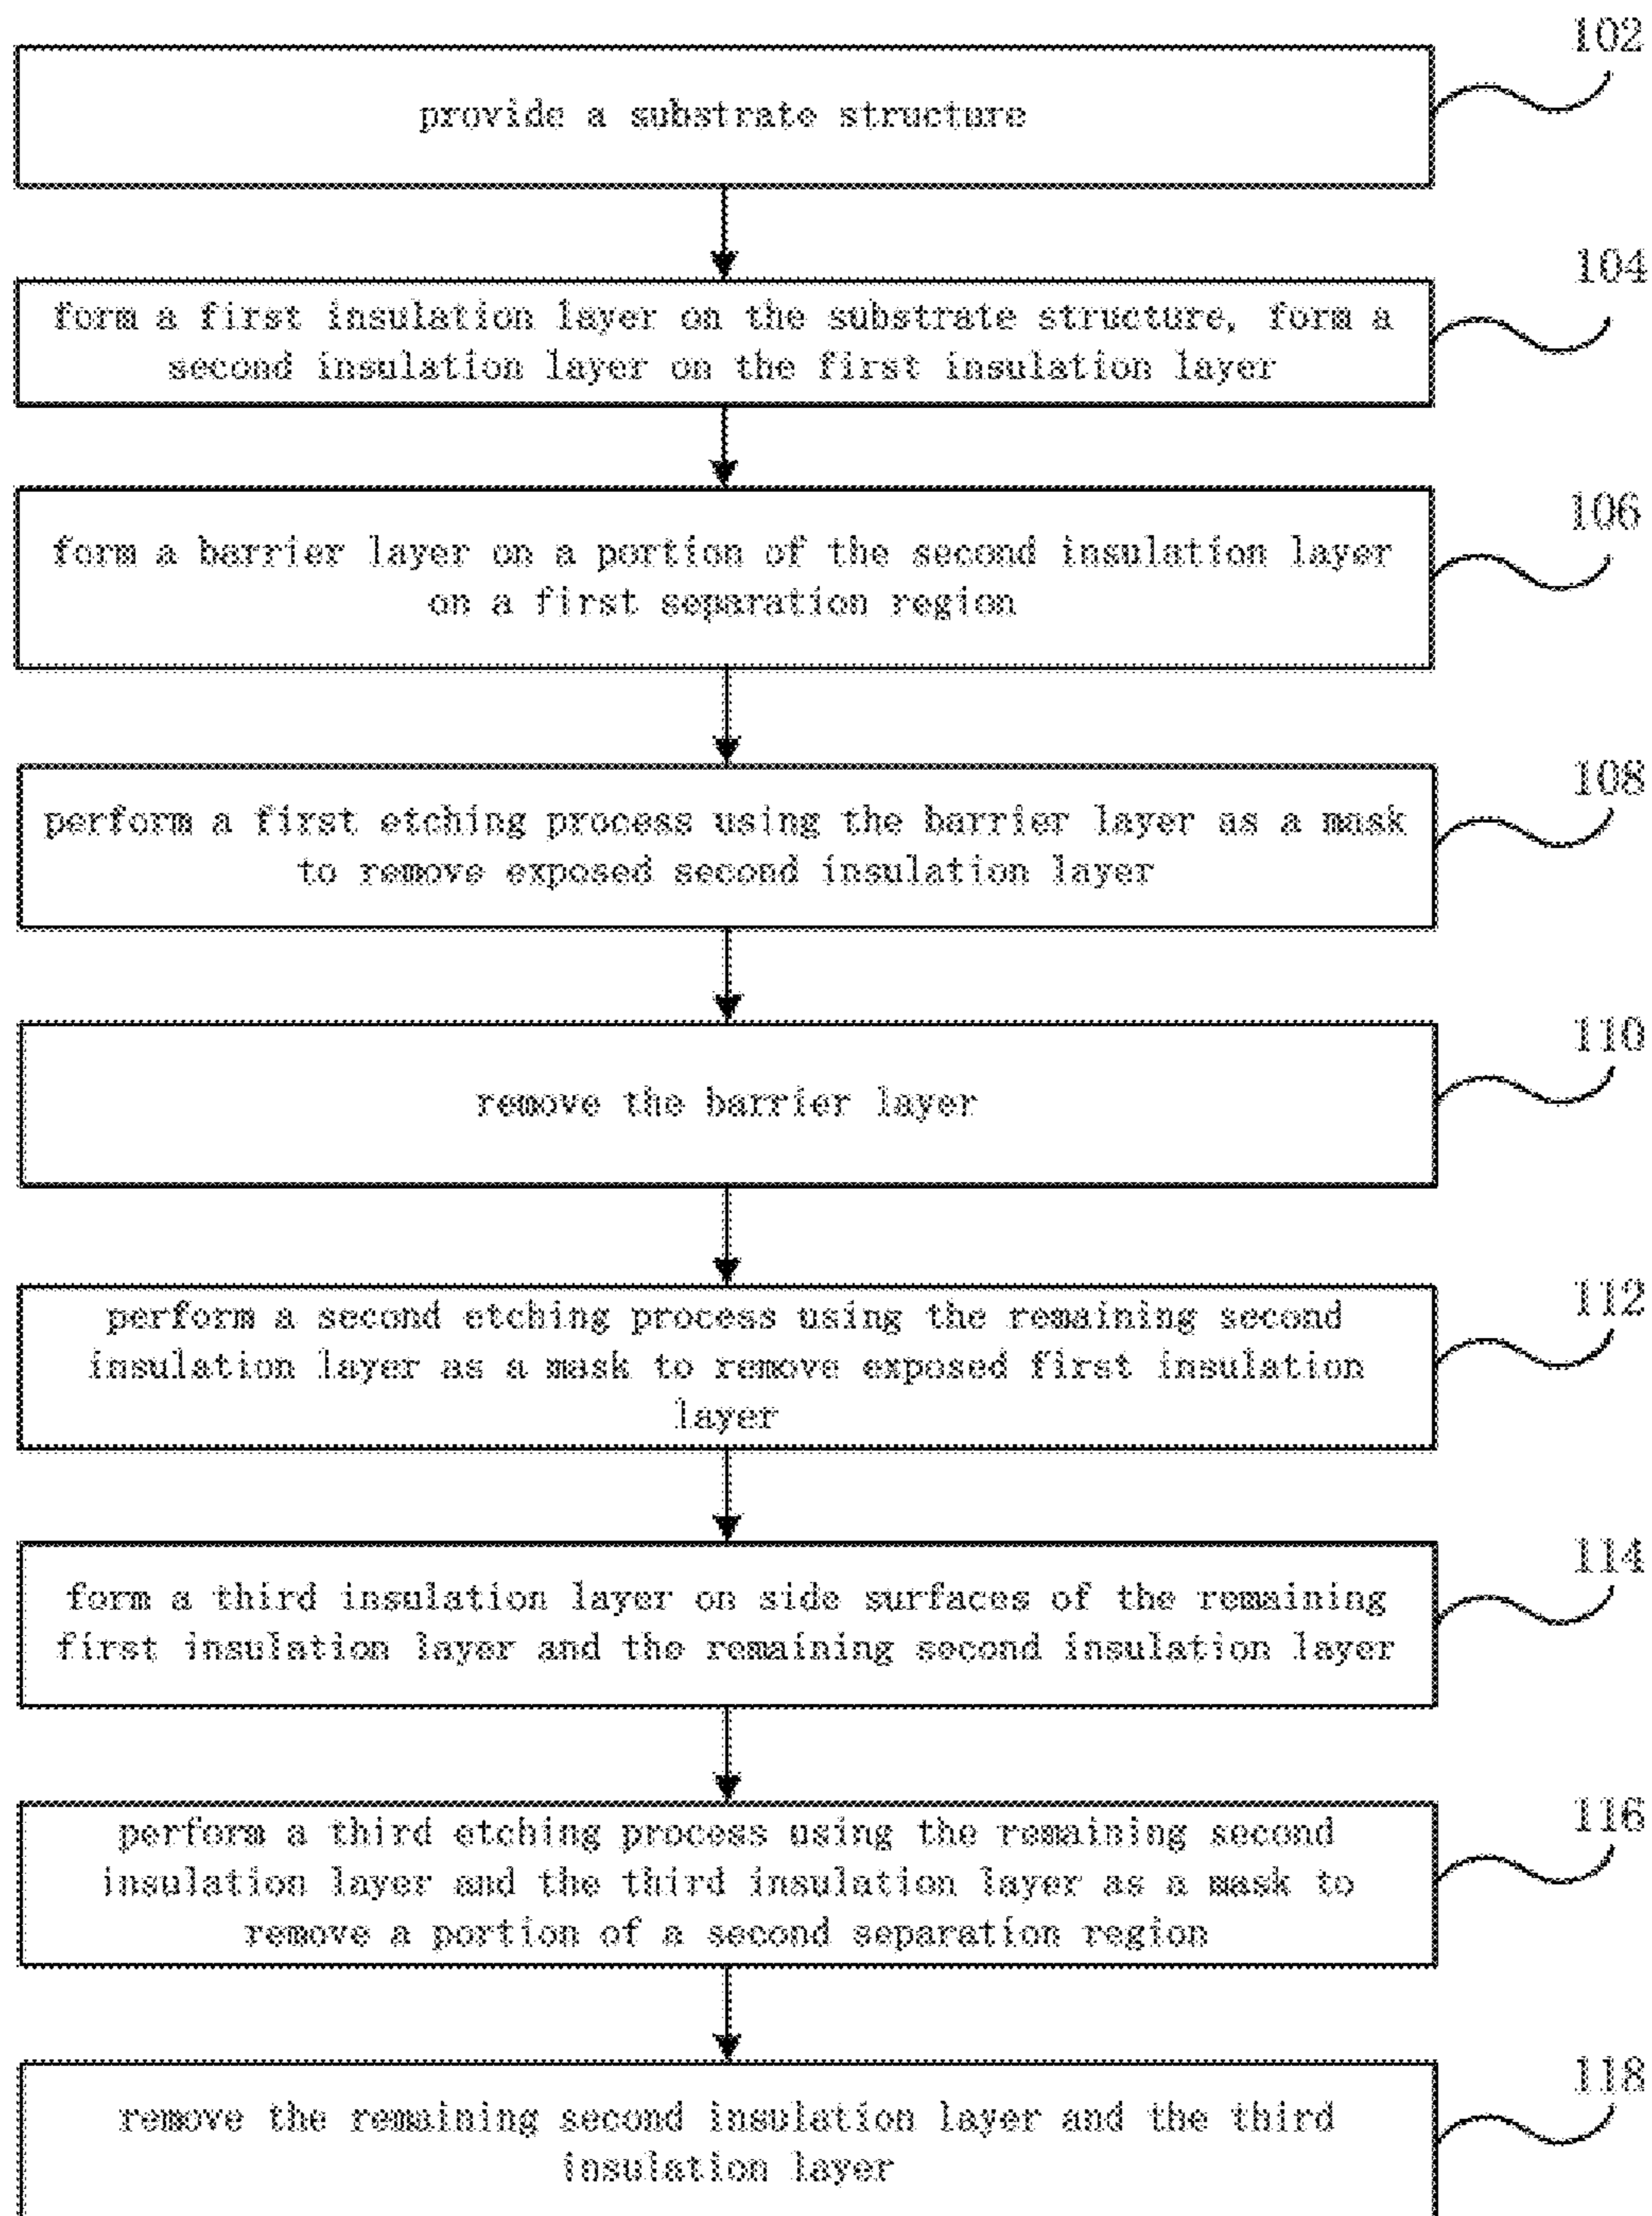 102
provide a substrate structure
104
form a first insulation layer on the substrate structure, form a
second insulation layer on the first insulation layer
106
form a barrier layer on a portion of the second insulation layer
on a first separation region
108
perform a first etching process using the barrier layer as a mask
to remove exposed second insulation layer
110
remove the barrier layer
112
perform a second etching process using the remaining second
insulation layer as a mask to remove exposed first insulation
layer
114
form a third insulation layer on side surfaces of the remaining
first insulation layer and the remaining second insulation layer
116
perform a third etching process using the remaining second
insulation layer and the third insulation layer as a mask to
remove a portion of a second separation region
118
remove the remaining second insulation layer and the third
insulation layer